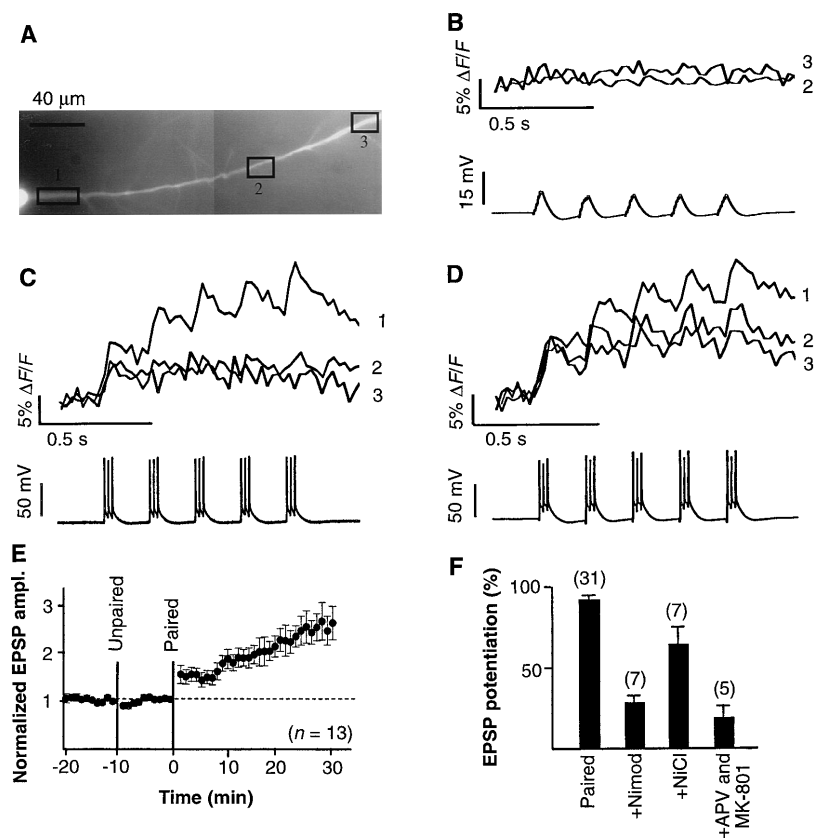 A
40 µm
1
2
3
B
5% ΔF/F
0.5 s
3
2
15 mV
C
5% ΔF/F
0.5 s
1
2
3
50 mV
D
5% ΔF/F
0.5 s
1
2
3
50 mV
E
Normalized EPSP ampl.
3
2
1
Unpaired
Paired
(n = 13)
-20 -10 0 10 20 30
Time (min)
F
EPSP potentiation (%)
100
50
(31)
(7)
(7)
(5)
Paired
+Nimod
+NiCl
+APV and
MK-801